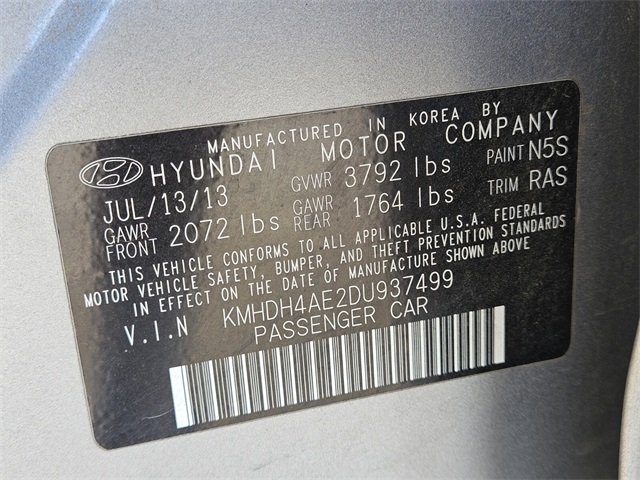 MANUFACTURED IN KOREA BY
HYUNDAI MOTOR COMPANY
JUL/13/13 GVWR 3792 lbs PAINT N5S
GAWR FRONT 2072 lbs GAWR REAR 1764 lbs TRIM RAS
THIS VEHICLE CONFORMS TO ALL APPLICABLE U.S.A. FEDERAL
MOTOR VEHICLE SAFETY, BUMPER, AND THEFT PREVENTION STANDARDS
IN EFFECT ON THE DATE OF MANUFACTURE SHOWN ABOVE
V.I.N KMHDH4AE2DU937499
PASSENGER CAR